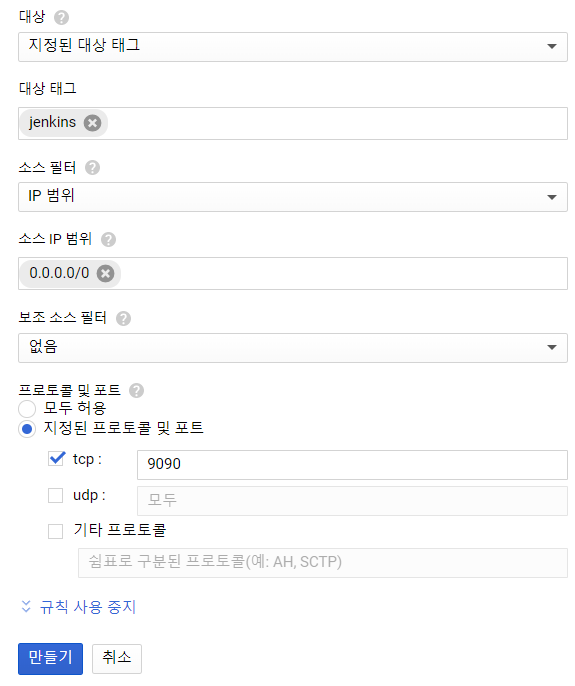 대상
지정된 대상 태그
대상 태그
jenkins
소스 필터
IP 범위
소스 IP 범위
0.0.0.0/0
보조 소스 필터
없음
프로토콜 및 포트
모두 허용
지정된 프로토콜 및 포트
tcp : 9090
udp : 모두
기타 프로토콜
쉼표로 구분된 프로토콜(예: AH, SCTP)
규칙 사용 중지
만들기 취소